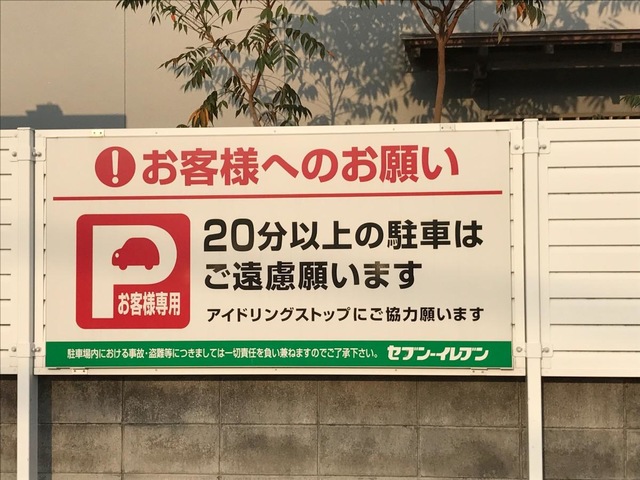 ! お客様へのお願い
P
お客様専用
20分以上の駐車は
ご遠慮願います
アイドリングストップにご協力願います
駐車場内における事故・盗難等につきましては一切責任を負い兼ねますのでご了承下さい。 セブン-イレブン